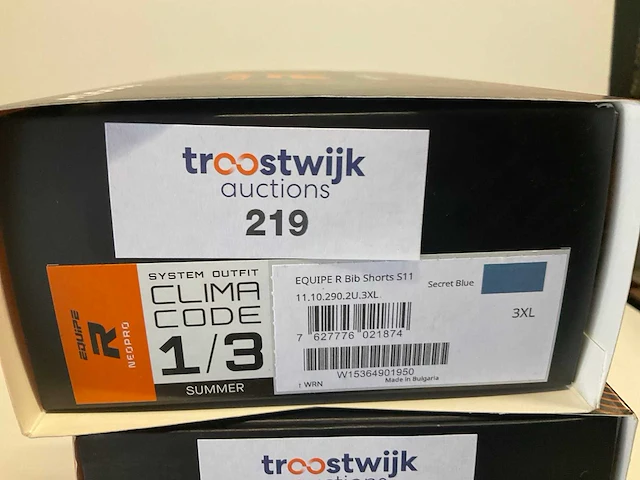 troostwijk
auctions
219
EQUIPE
R
NEOPRO
SYSTEM OUTFIT
CLIMA
CODE
1/3
SUMMER
EQUIPE R Bib Shorts S11
11.10.290.2U.3XL
Secret Blue
3XL
7 627776 021874
W15364901950
1 WRN
Made in Bulgaria
troostwijk
auctions